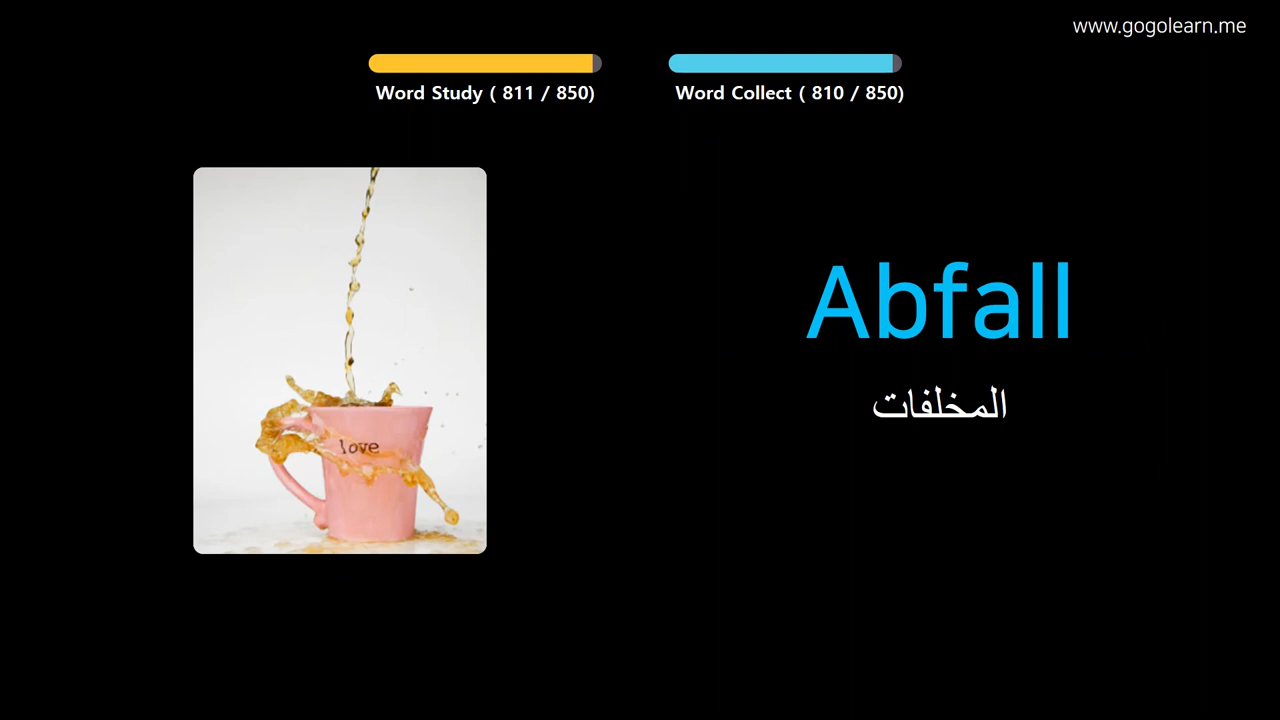 www.gogolearn.me
Word Study ( 811 / 850)
Word Collect ( 810 / 850)
love
Abfall
المخلفات